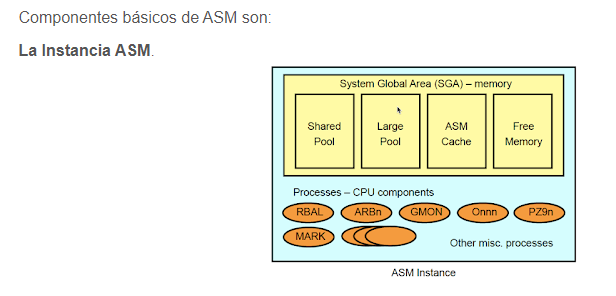 Componentes básicos de ASM son:
La Instancia ASM.
System Global Area (SGA) – memory
Shared
Pool
Large
Pool
ASM
Cache
Free
Memory
Processes – CPU components
RBAL
ARBn
GMON
Onnn
PZ9n
MARK
Other misc. processes
ASM Instance